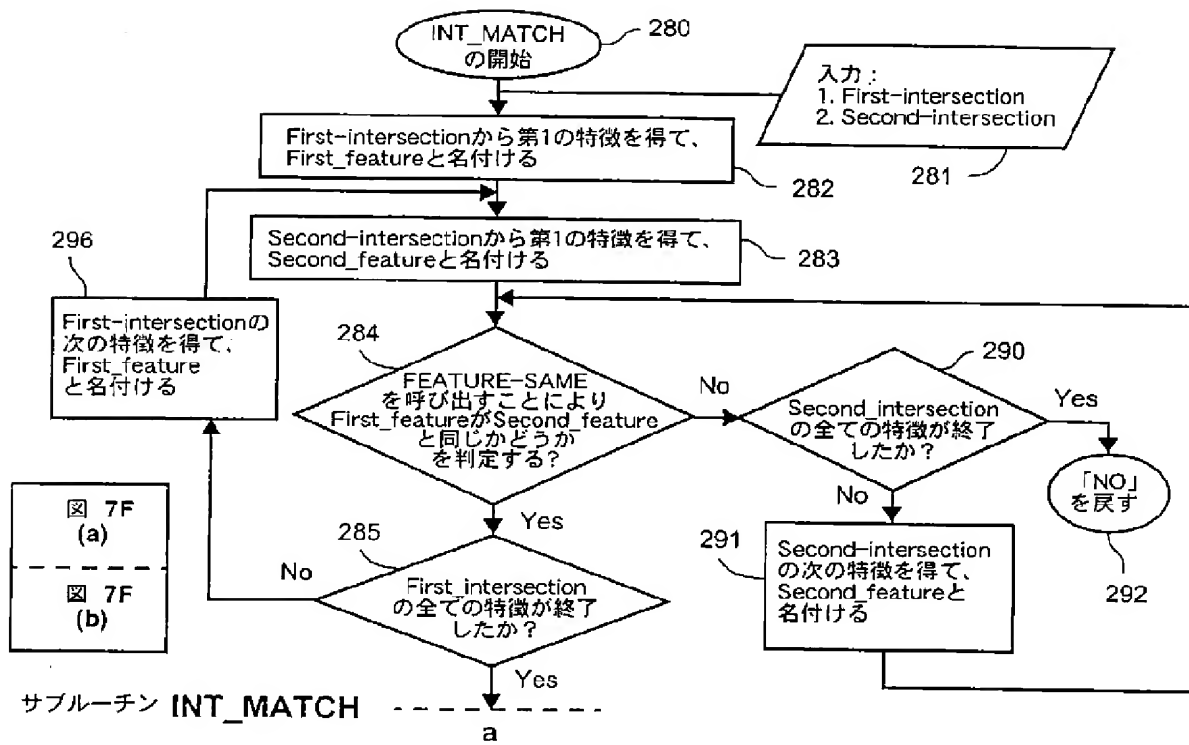 INT_MATCH
の開始
280
入力：
1. First-intersection
2. Second-intersection
281
First-intersectionから第1の特徴を得て、
First_featureと名付ける
282
Second-intersectionから第1の特徴を得て、
Second_featureと名付ける
283
296
First-intersectionの
次の特徴を得て、
First_feature
と名付ける
284
FEATURE-SAME
を呼び出すことにより
First_featureがSecond_feature
と同じかどうか
を判定する?
No
290
Second_intersection
の全ての特徴が終了
したか?
Yes
「NO」
を戻す
292
No
291
Second-intersection
の次の特徴を得て、
Second_featureと
名付ける
Yes
285
No
First_intersection
の全ての特徴が終了
したか?
Yes
図 7F
(a)
図 7F
(b)
サブルーチン INT_MATCH
a